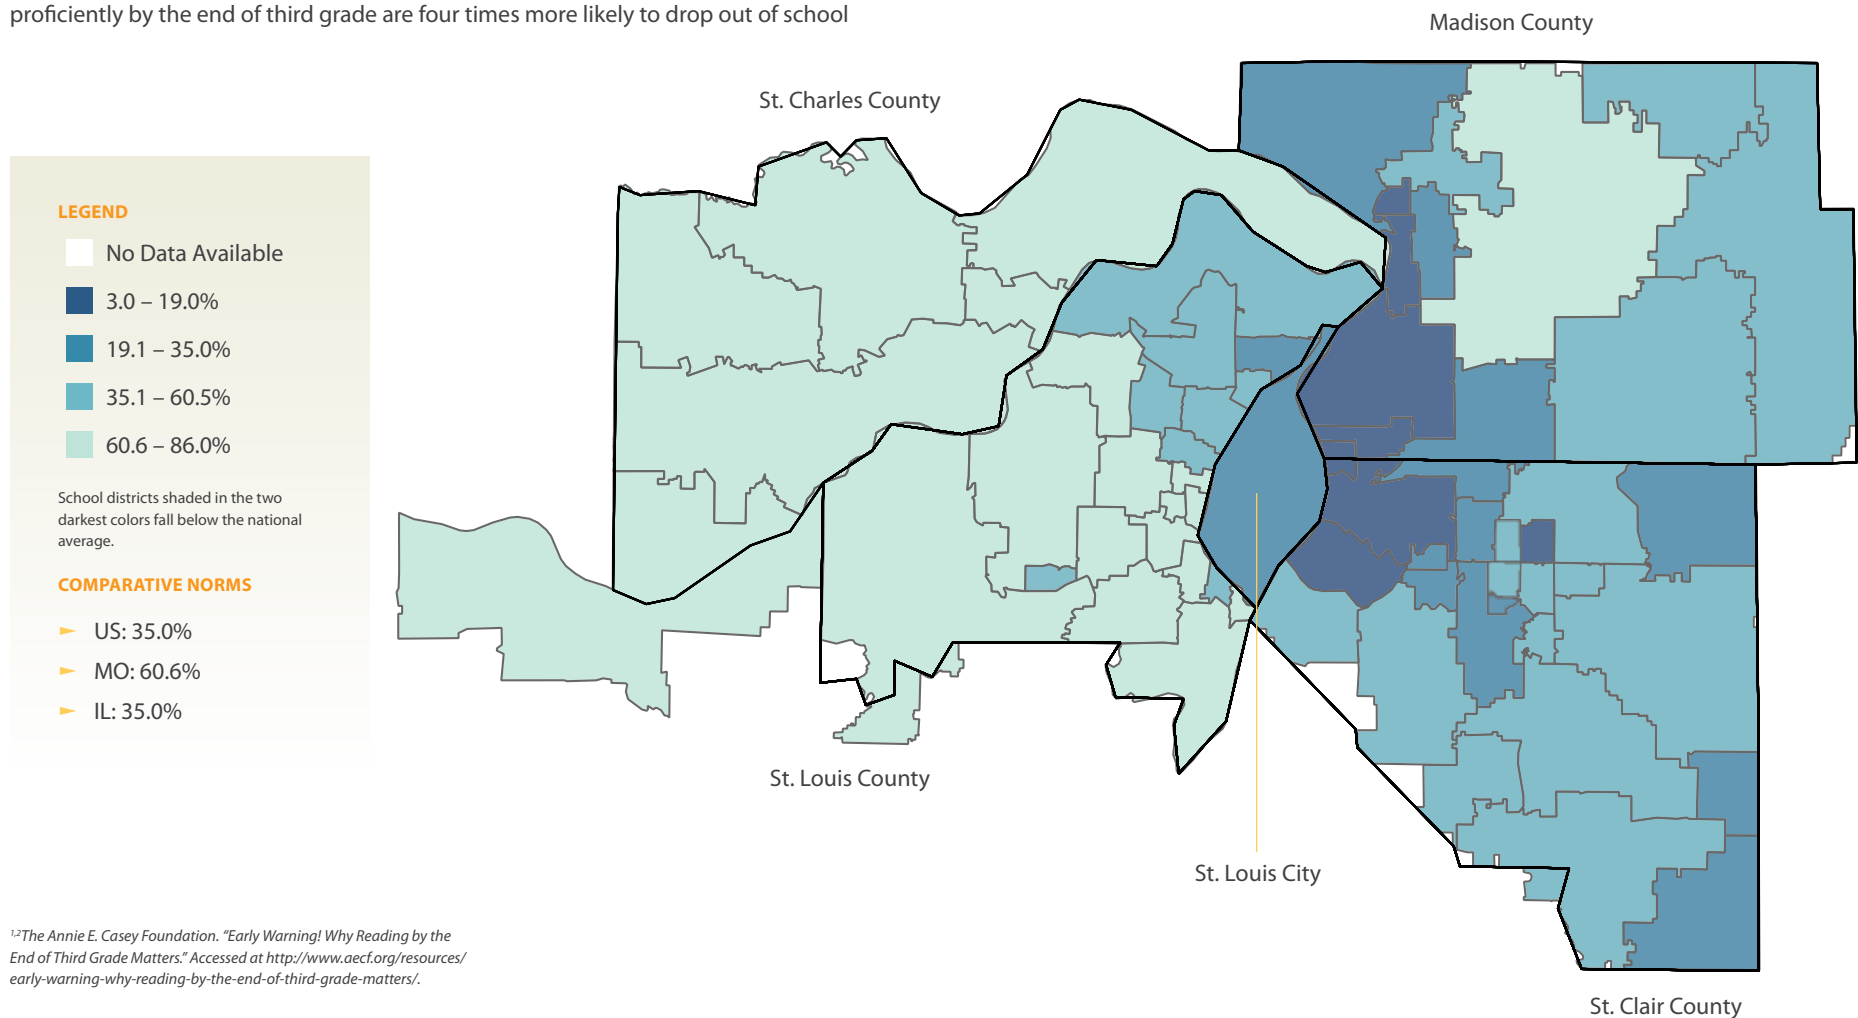 proficiently by the end of third grade are four times more likely to drop out of school
Madison County
St. Charles County
LEGEND
No Data Available
3.0 – 19.0%
19.1 – 35.0%
35.1 – 60.5%
60.6 – 86.0%
School districts shaded in the two
darkest colors fall below the national
average.
COMPARATIVE NORMS
► US: 35.0%
► MO: 60.6%
► IL: 35.0%
St. Louis County
St. Louis City
1,2The Annie E. Casey Foundation. “Early Warning! Why Reading by the
End of Third Grade Matters.” Accessed at http://www.aecf.org/resources/
early-warning-why-reading-by-the-end-of-third-grade-matters/.
St. Clair County